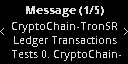 Message (1/5)
CryptoChain-TronSR
< Ledger Transactions >
Tests 0. CryptoChain-